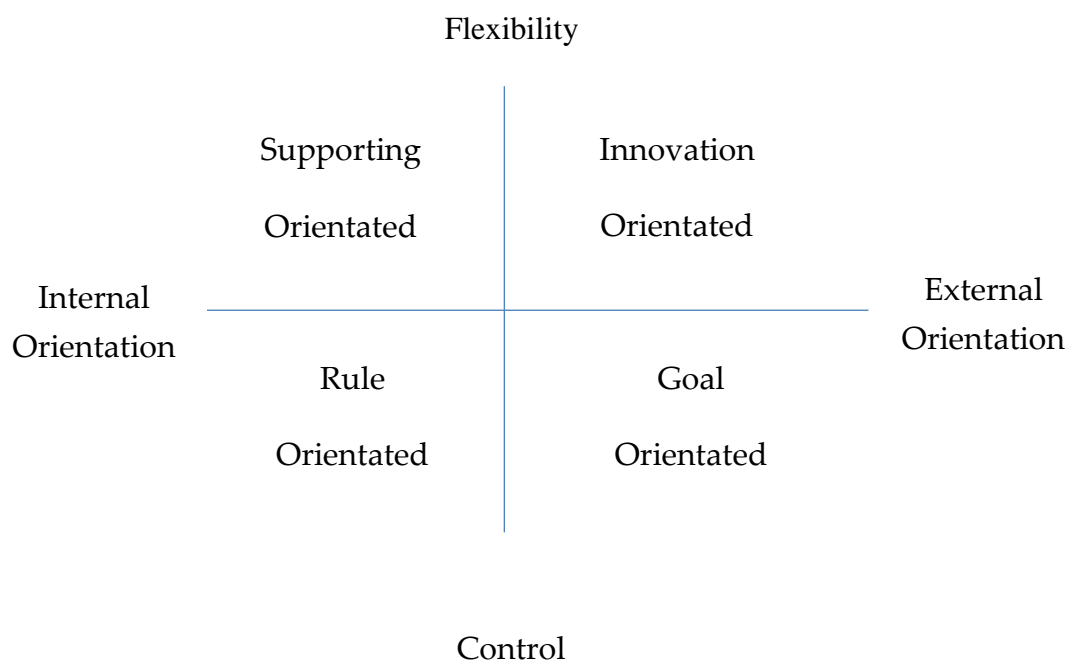 Flexibility
Supporting
Orientated
Innovation
Orientated
Internal
Orientation
External
Orientation
Rule
Orientated
Goal
Orientated
Control